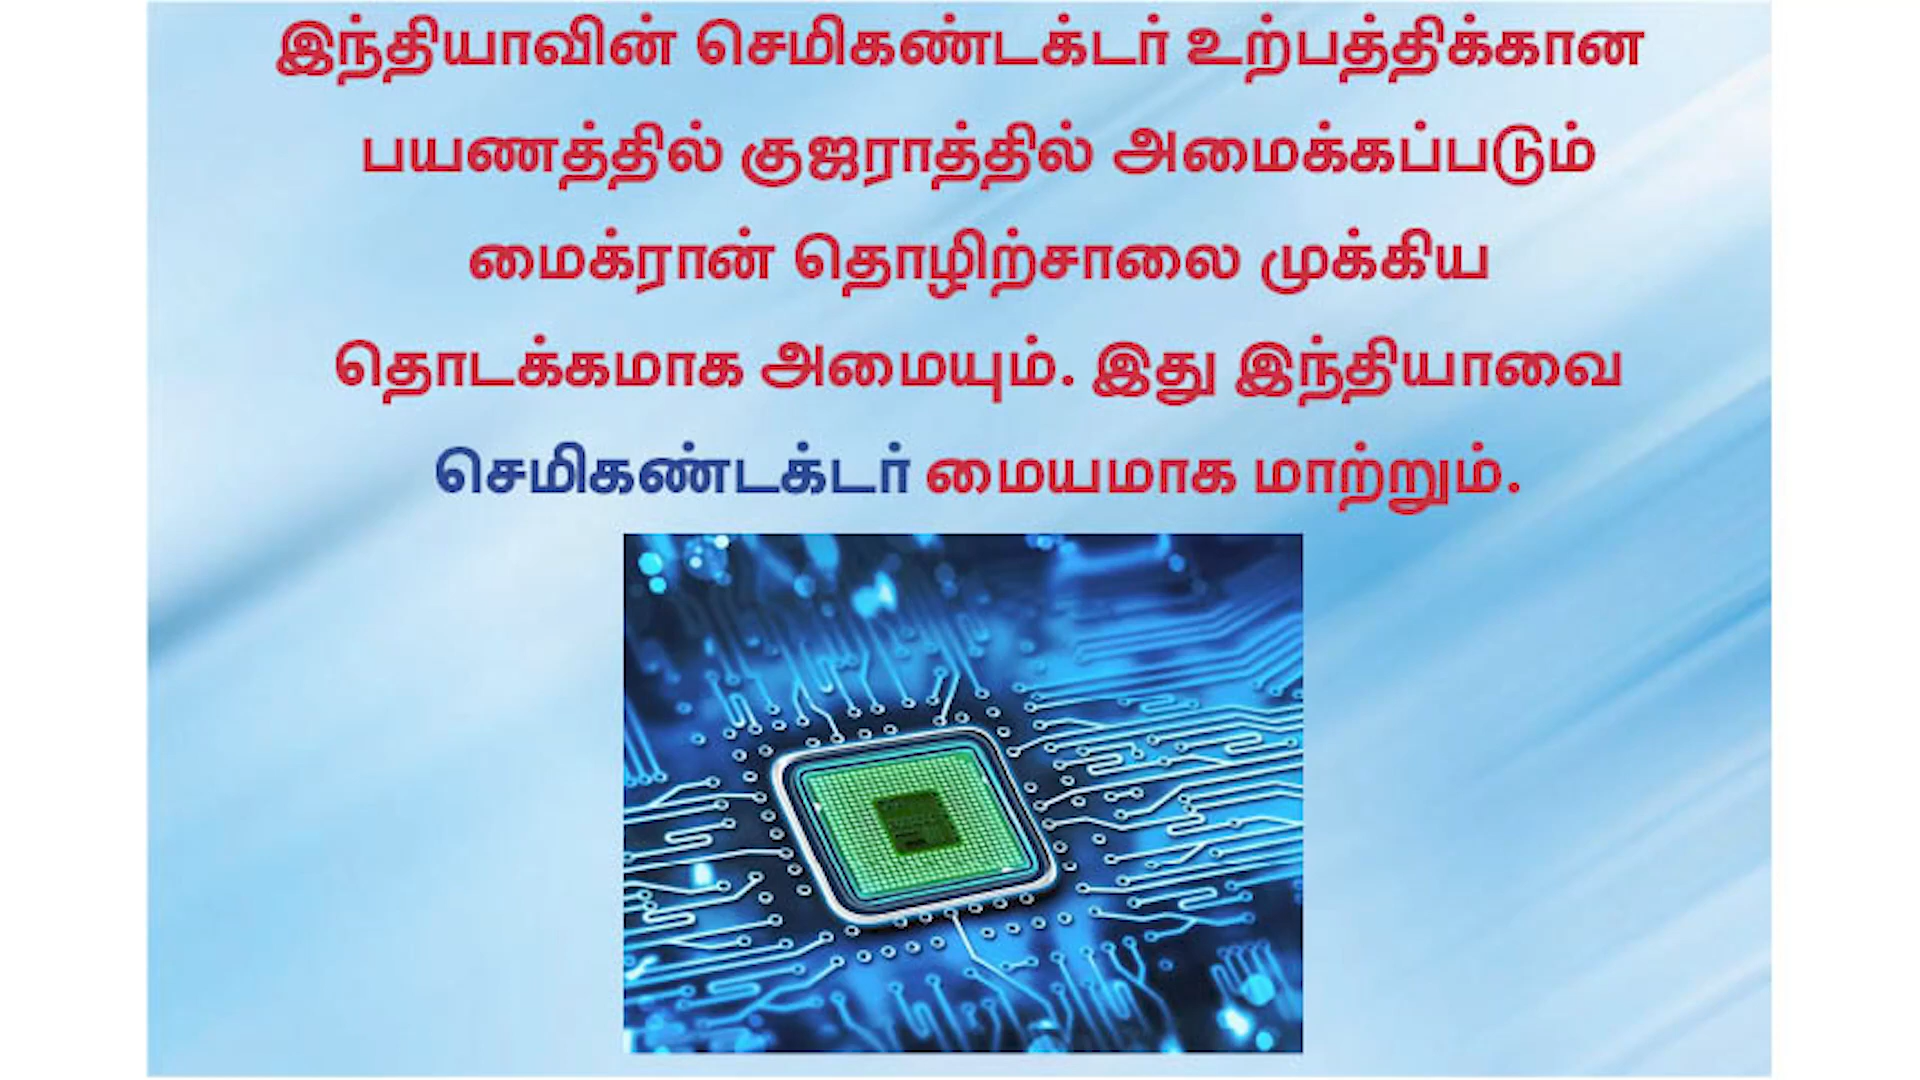 இந்தியாவின் செமிகண்டக்டர் உற்பத்திக்கான
பயணத்தில் குஜராத்தில் அமைக்கப்படும்
மைக்ரான் தொழிற்சாலை முக்கிய
தொடக்கமாக அமையும். இது இந்தியாவை
செமிகண்டக்டர் மையமாக மாற்றும்.